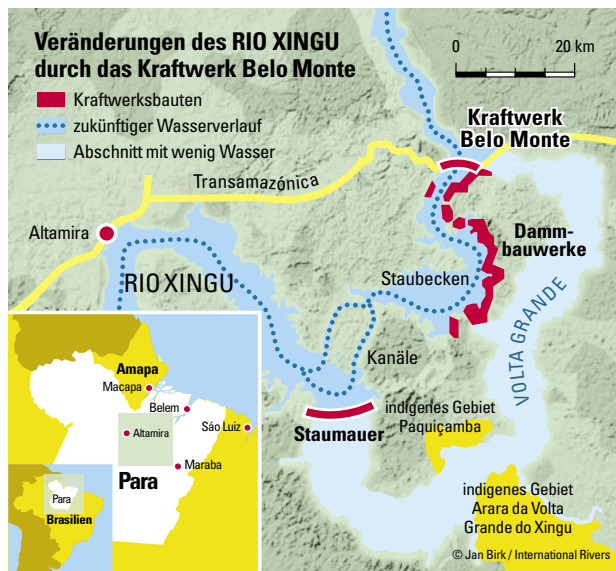 Veränderungen des RIO XINGU
durch das Kraftwerk Belo Monte
Kraftwerksbauten
zukünftiger Wasserverlauf
Abschnitt mit wenig Wasser
0 20 km
Kraftwerk
Belo Monte
Transamazónica
Altamira
Damm-
bauwerke
RIO XINGU
Staubecken
VOLTA GRANDE
Kanäle
Staumauer
indigenes Gebiet
Paquiçamba
indigenes Gebiet
Arara da Volta
Grande do Xingu
Amapa
Macapa
Belem
Altamira
Sáo Luiz
Maraba
Para
Para
Brasilien
© Jan Birk / International Rivers